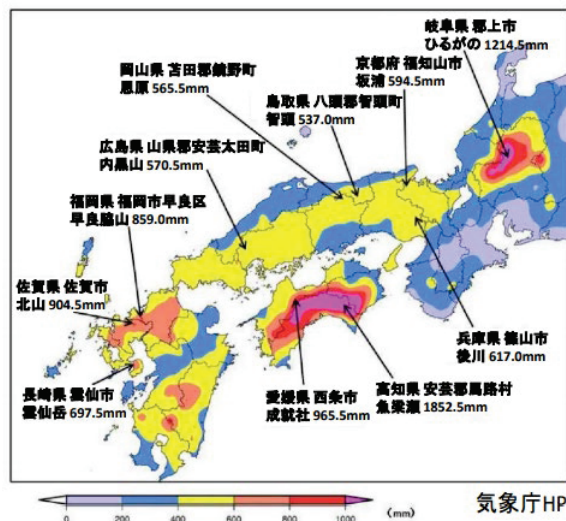 岐阜県 郡上市
ひるがの 1214.5mm
京都府 福知山市
坂浦 594.5mm
岡山県 苫田郡鏡野町
恩原 565.5mm
鳥取県 八頭郡智頭町
智頭 537.0mm
広島県 山県郡安芸太田町
内黒山 570.5mm
福岡県 福岡市早良区
早良脇山 859.0mm
佐賀県 佐賀市
北山 904.5mm
長崎県 雲仙市
雲仙岳 697.5mm
愛媛県 西条市
成就社 965.5mm
高知県 安芸郡馬路村
魚梁瀬 1852.5mm
兵庫県 篠山市
後川 617.0mm
0 200 400 600 800 1000 (mm)
気象庁HP